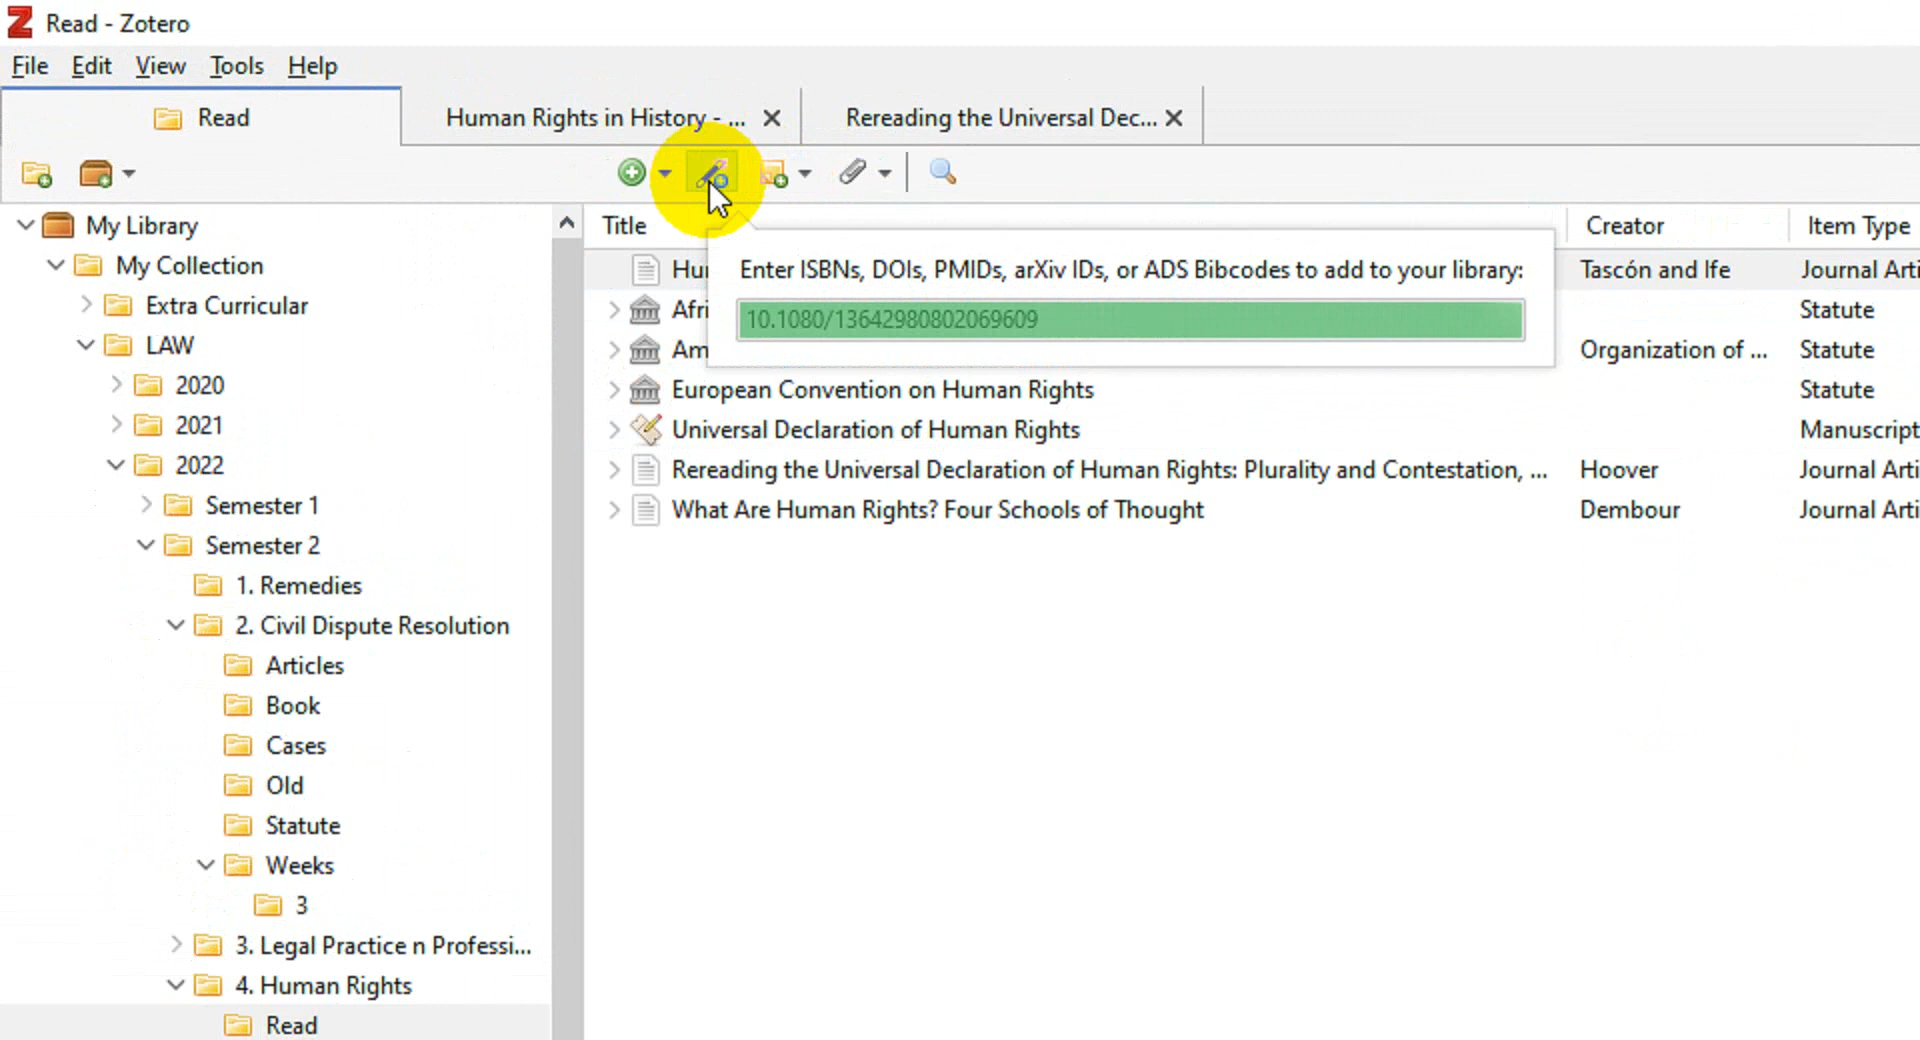 Read - Zotero
File Edit View Tools Help
Read
Human Rights in History - ...
Rereading the Universal Dec...
My Library
My Collection
Extra Curricular
LAW
2020
2021
2022
Semester 1
Semester 2
1. Remedies
2. Civil Dispute Resolution
Articles
Book
Cases
Old
Statute
Weeks
3
3. Legal Practice n Professi...
4. Human Rights
Read
Title Creator Item Type
Enter ISBNs, DOIs, PMIDs, arXiv IDs, or ADS Bibcodes to add to your library:
10.1080/13642980802069609
Hu Tascón and Ife Journal Arti
Afri Statute
Am Organization of ... Statute
European Convention on Human Rights Statute
Universal Declaration of Human Rights Manuscript
Rereading the Universal Declaration of Human Rights: Plurality and Contestation, ... Hoover Journal Arti
What Are Human Rights? Four Schools of Thought Dembour Journal Arti